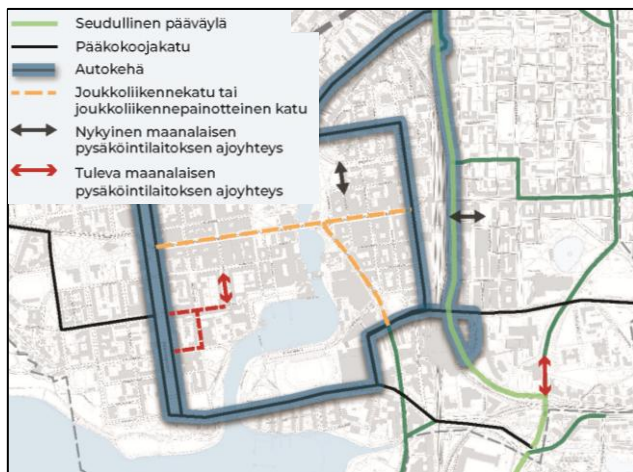 Seudullinen pääväylä
Pääkokoojakatu
Autokehä
Joukkoliikennekatu tai
joukkoliikennepainotteinen katu
Nykyinen maanalaisen
pysäköintilaitoksen ajoyhteys
Tuleva maanalaisen
pysäköintilaitoksen ajoyhteys